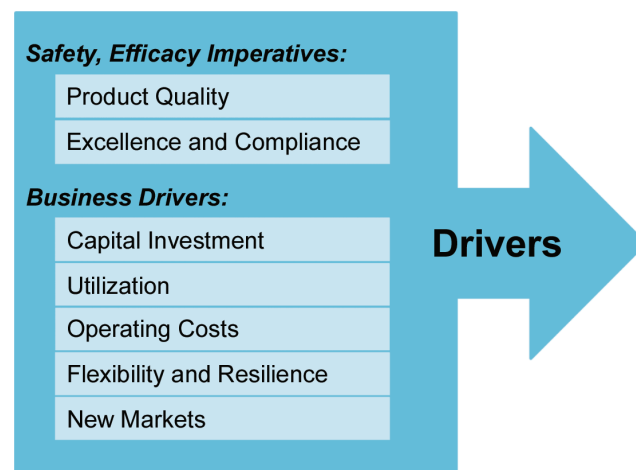 Safety, Efficacy Imperatives:
Product Quality
Excellence and Compliance
Business Drivers:
Capital Investment
Utilization
Operating Costs
Flexibility and Resilience
New Markets
Drivers